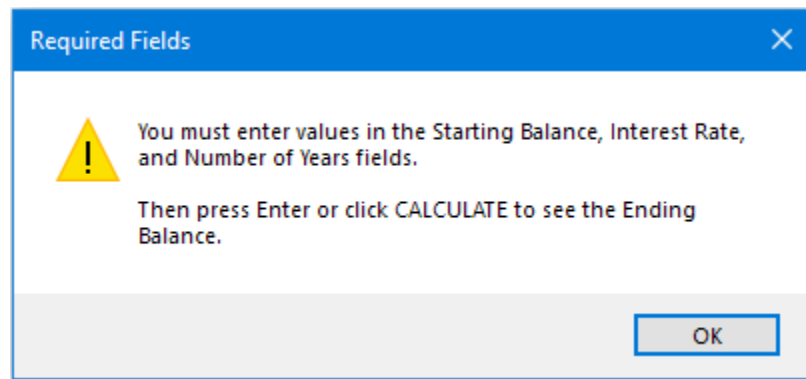 Required Fields
You must enter values in the Starting Balance, Interest Rate,
and Number of Years fields.
Then press Enter or click CALCULATE to see the Ending
Balance.
OK